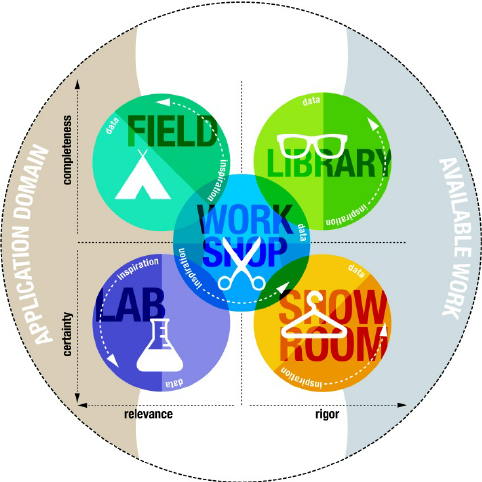 data
FIELD
inspiration
data
LIBRARY
inspiration
completeness
APPLICATION DOMAIN
AVAILABLE WORK
WORK
SHOP
data
inspiration
inspiration
LAB
data
certainty
data
SHOW
ROOM
inspiration
relevance
rigor